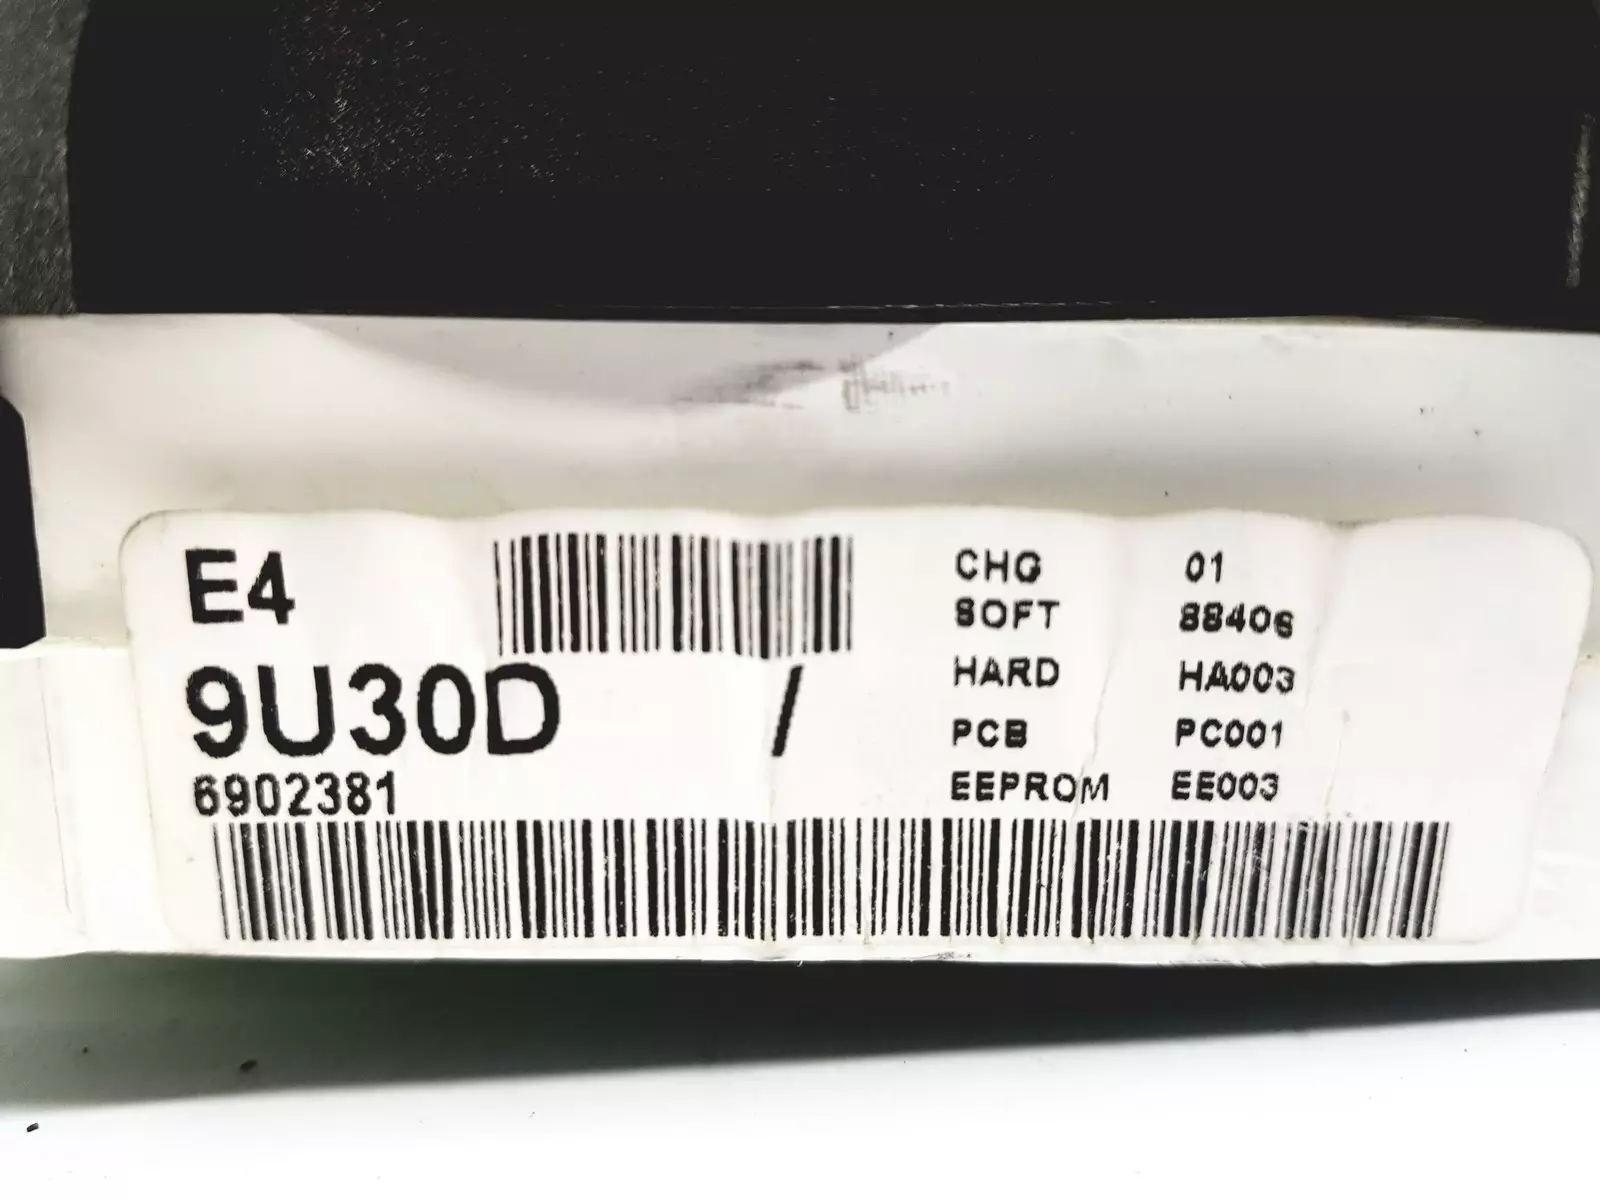 E4
9U30D /
6902381
CHG 01
SOFT 88406
HARD HA003
PCB PC001
EEPROM EE003